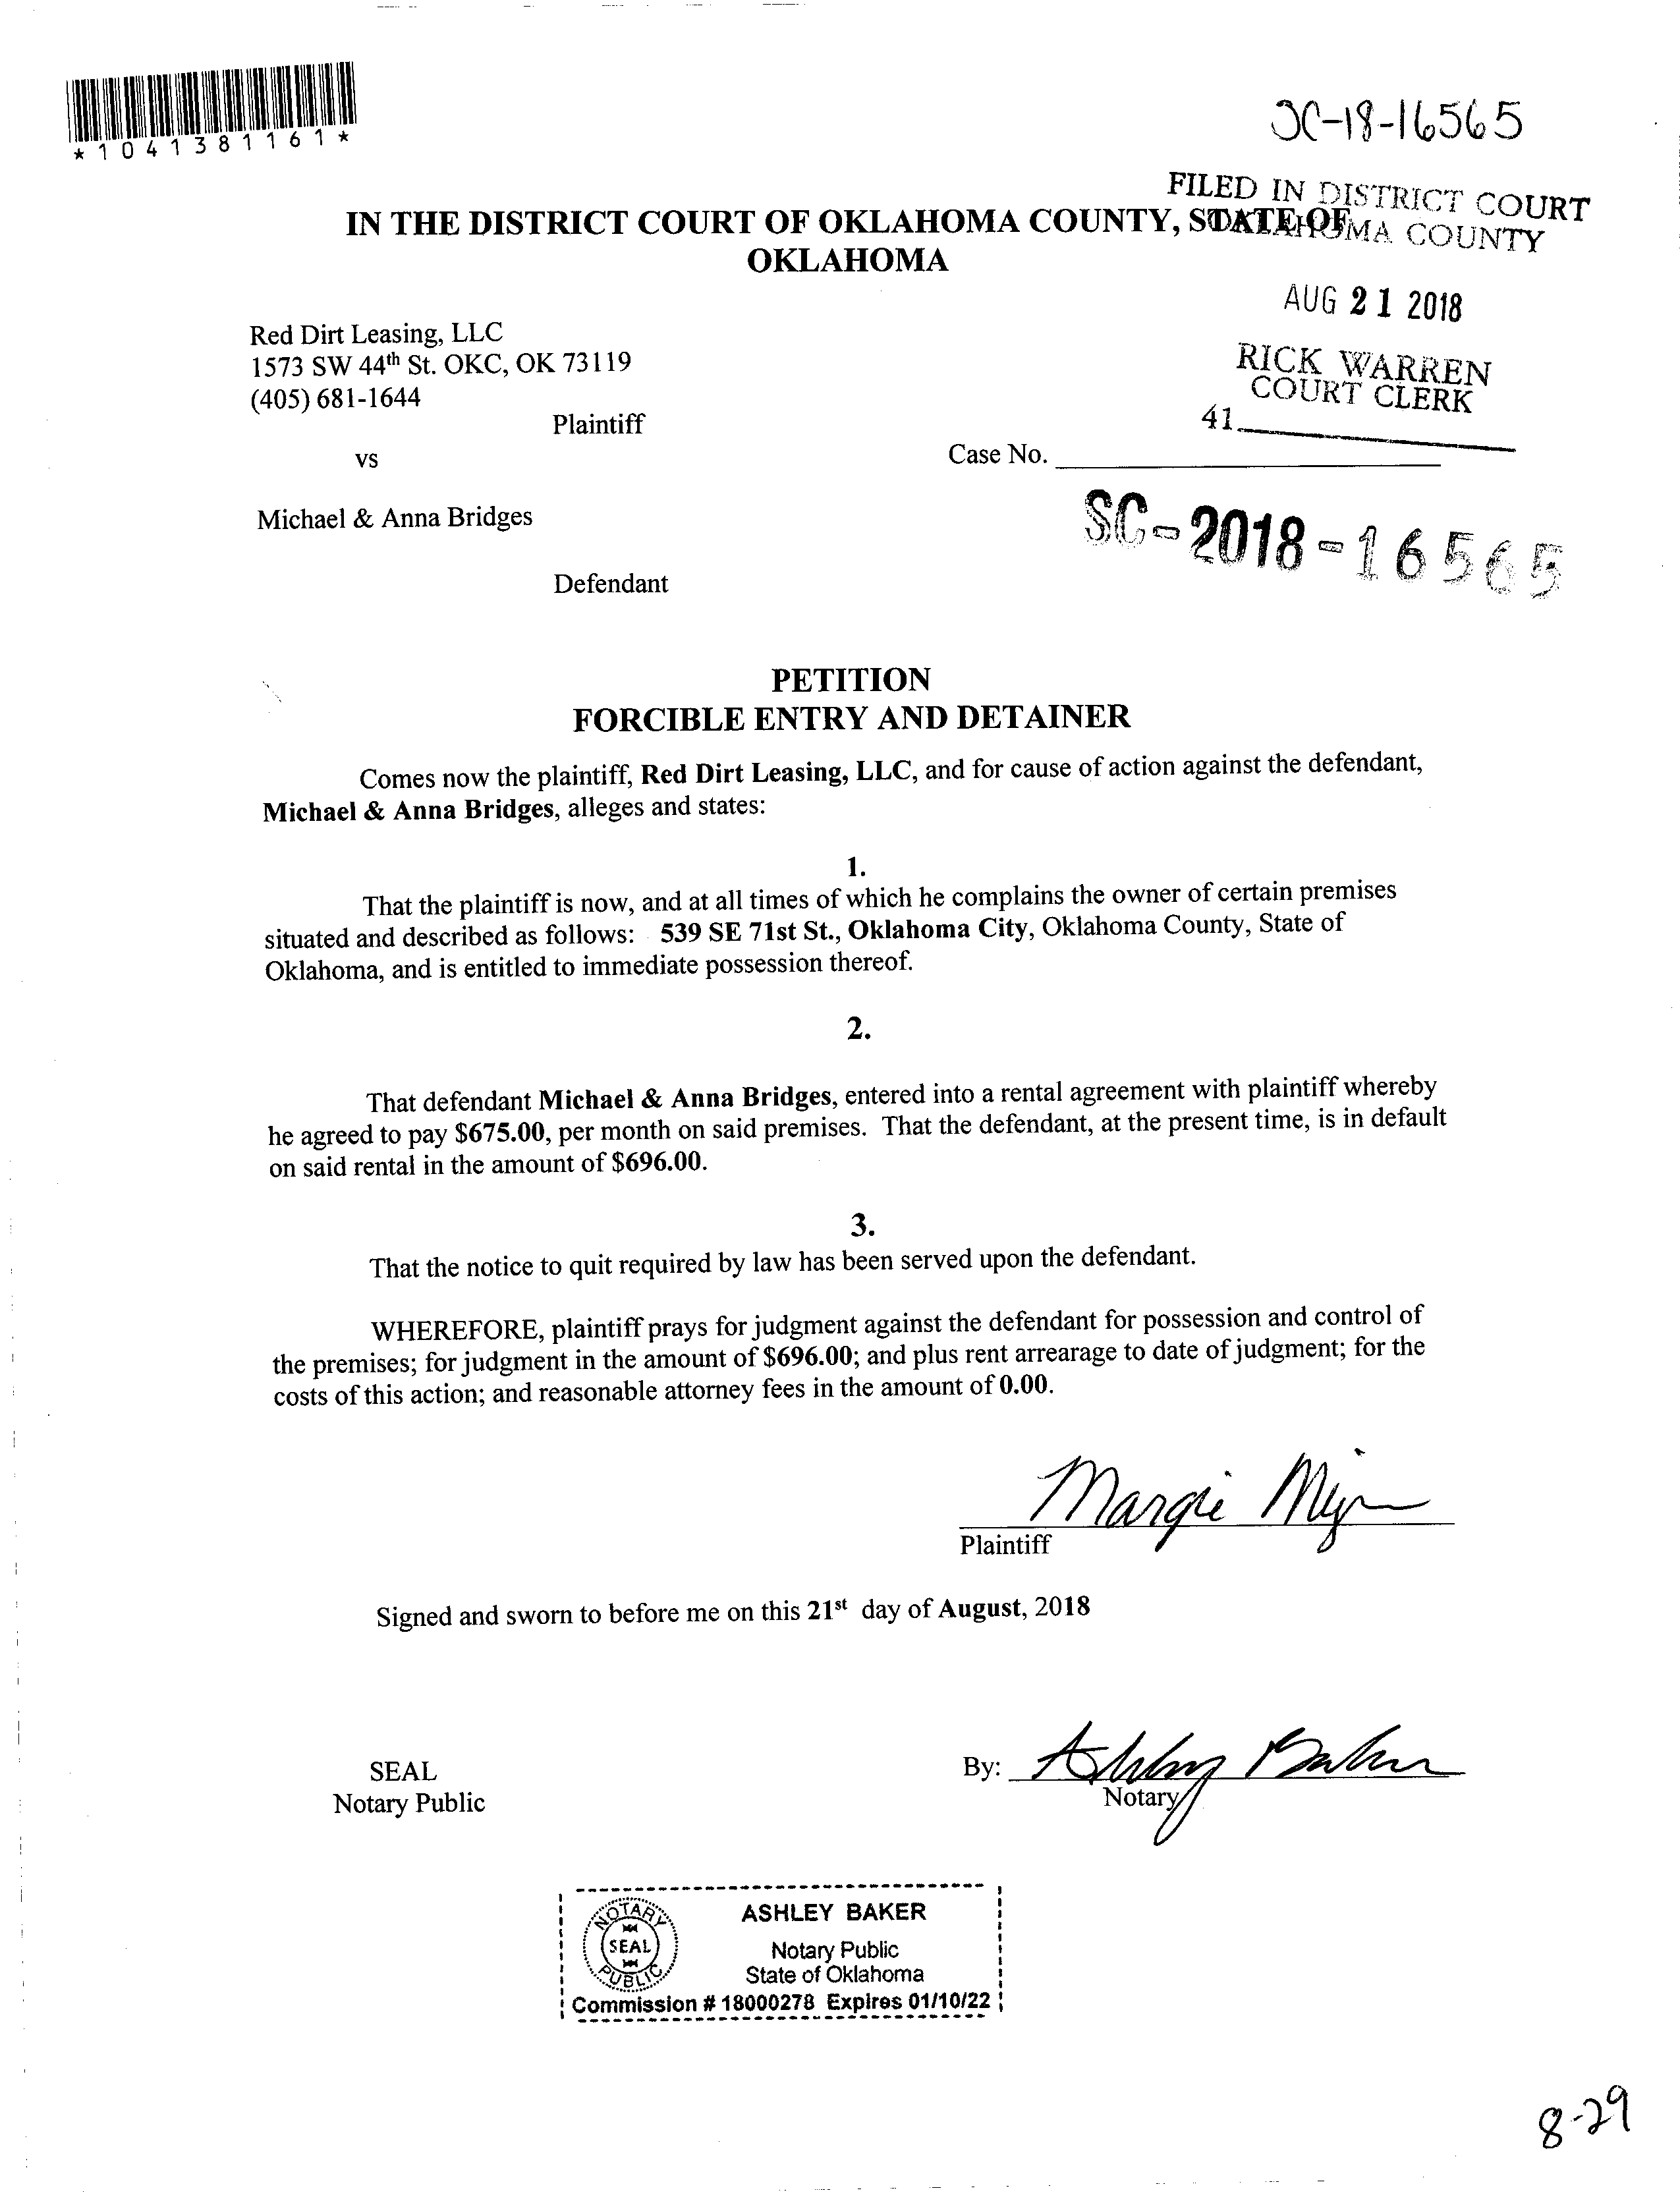 *1041381161*
SC-18-16565
FILED IN DISTRICT COURT
OKLAHOMA COUNTY
IN THE DISTRICT COURT OF OKLAHOMA COUNTY, STATE OF
OKLAHOMA
AUG 21 2018
RICK WARREN
COURT CLERK
41
Red Dirt Leasing, LLC
1573 SW 44th St. OKC, OK 73119
(405) 681-1644
Plaintiff
vs
Case No.
Michael & Anna Bridges
SC-2018-16565
Defendant
PETITION
FORCIBLE ENTRY AND DETAINER
Comes now the plaintiff, Red Dirt Leasing, LLC, and for cause of action against the defendant,
Michael & Anna Bridges, alleges and states:
1.
That the plaintiff is now, and at all times of which he complains the owner of certain premises
situated and described as follows: 539 SE 71st St., Oklahoma City, Oklahoma County, State of
Oklahoma, and is entitled to immediate possession thereof.
2.
That defendant Michael & Anna Bridges, entered into a rental agreement with plaintiff whereby
he agreed to pay $675.00, per month on said premises. That the defendant, at the present time, is in default
on said rental in the amount of $696.00.
3.
That the notice to quit required by law has been served upon the defendant.
WHEREFORE, plaintiff prays for judgment against the defendant for possession and control of
the premises; for judgment in the amount of $696.00; and plus rent arrearage to date of judgment; for the
costs of this action; and reasonable attorney fees in the amount of 0.00.
Margie
Plaintiff
Signed and sworn to before me on this 21st day of August, 2018
SEAL
Notary Public
By: Ashley Baker
Notary
NOTARY
SEAL
PUBLIC
ASHLEY BAKER
Notary Public
State of Oklahoma
Commission # 18000278 Expires 01/10/22
8-29